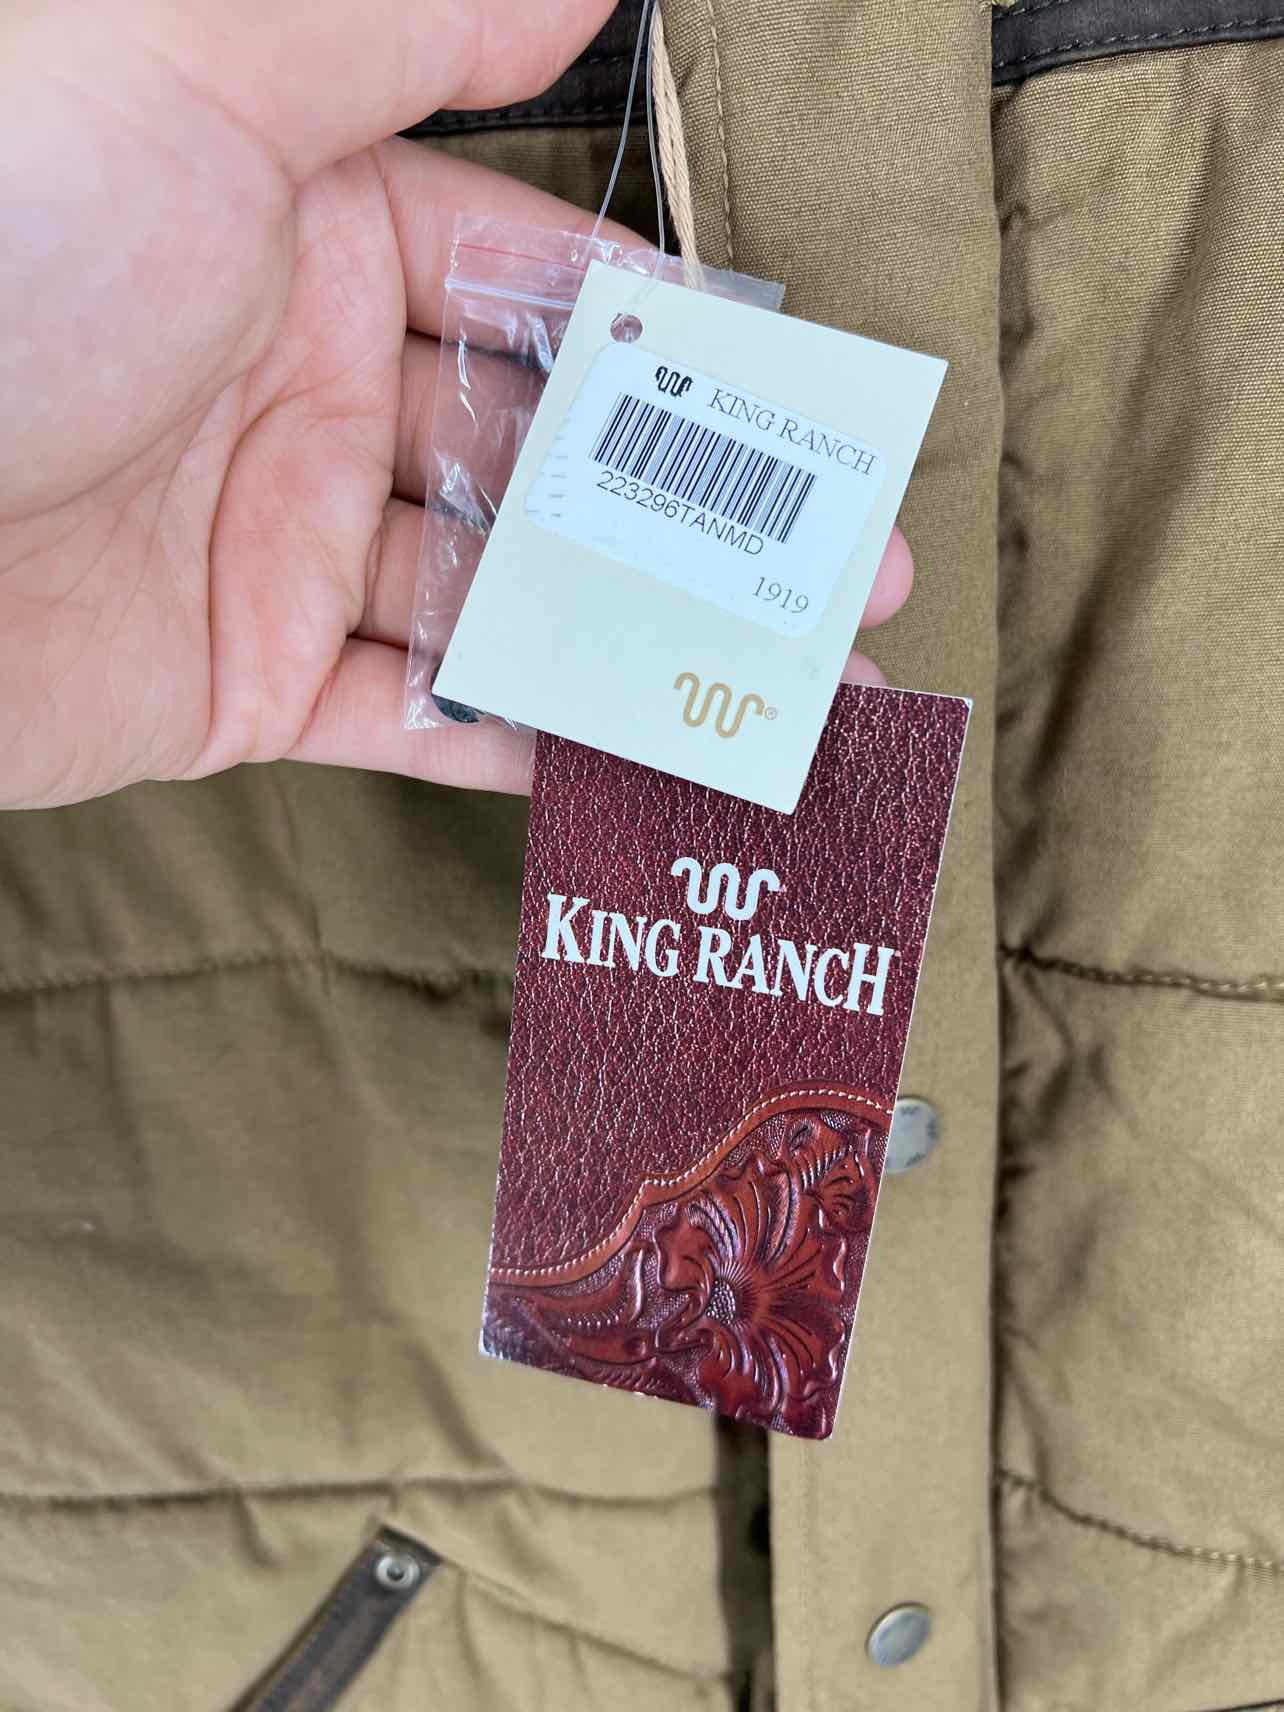 KING RANCH
223296TANMD
1919
®
KING RANCH